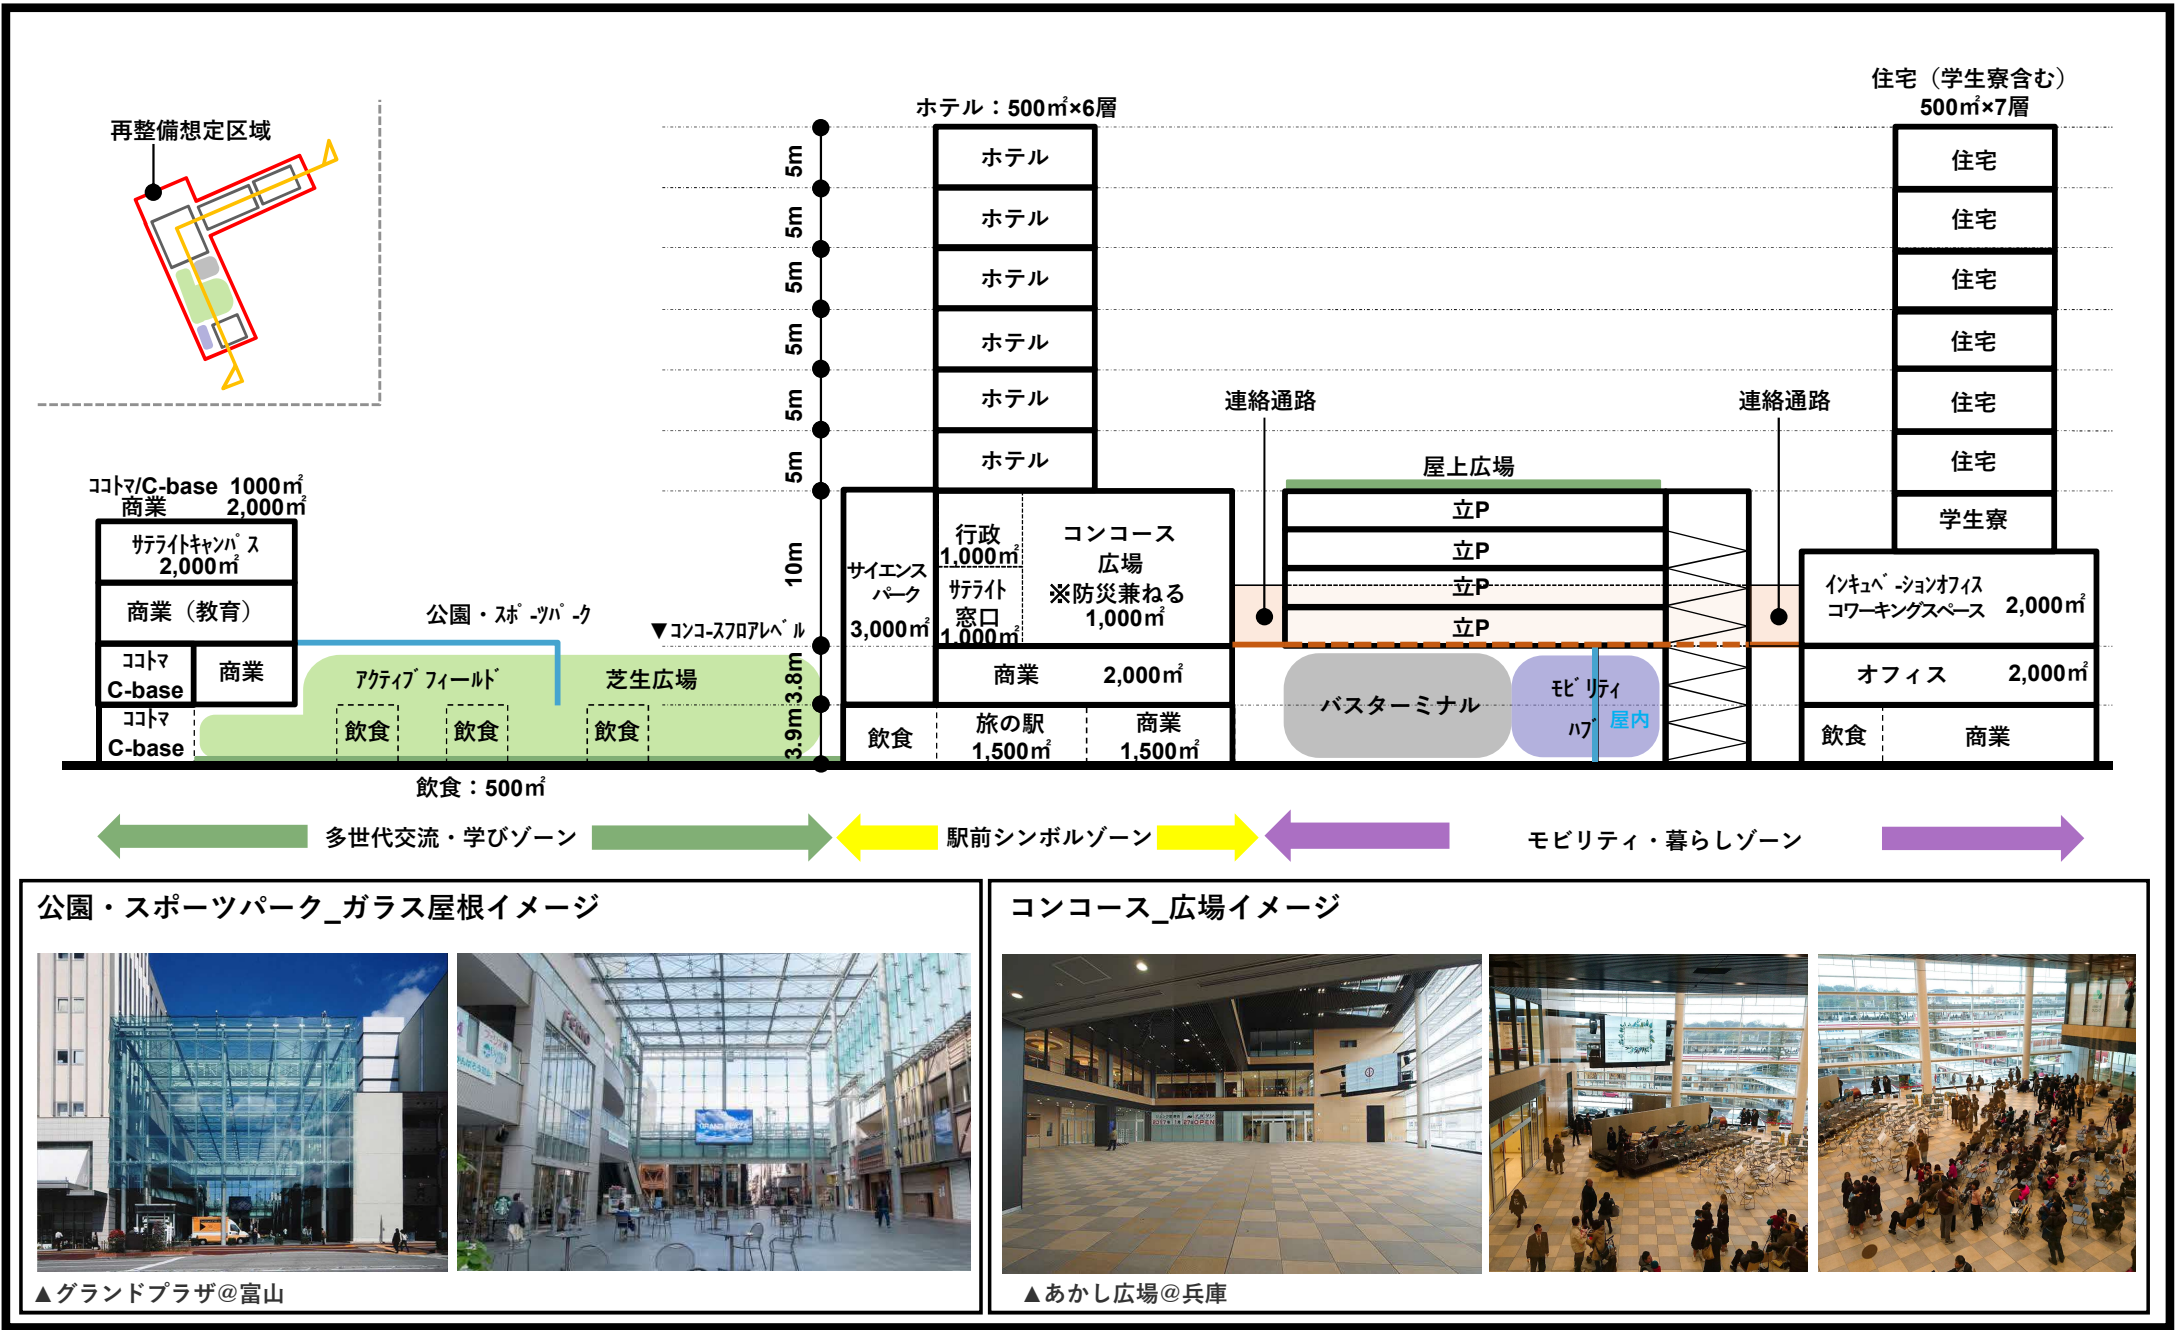 再整備想定区域
ホテル：500㎡×6層
住宅（学生寮含む）
500㎡×7層
5m
5m
5m
5m
5m
5m
10m
3.8m
3.9m
ホテル
ホテル
ホテル
ホテル
ホテル
ホテル
住宅
住宅
住宅
住宅
住宅
住宅
学生寮
連絡通路
連絡通路
屋上広場
ｺｺﾄﾏ/C-base 1000㎡
商業 2,000㎡
ｻﾃﾗｲﾄｷｬﾝﾊﾟｽ
2,000㎡
商業（教育）
ｺｺﾄﾏ
C-base
商業
ｺｺﾄﾏ
C-base
公園・ｽﾎﾟｰﾂﾊﾟｰｸ
▼ｺﾝｺｰｽﾌﾛｱﾚﾍﾞﾙ
ｱｸﾃｨﾌﾞﾌｨｰﾙﾄﾞ
芝生広場
飲食
飲食
飲食
飲食：500㎡
サイエンス
パーク
3,000㎡
行政
1,000㎡
ｻﾃﾗｲﾄ
窓口
1,000㎡
コンコース
広場
※防災兼ねる
1,000㎡
商業 2,000㎡
飲食
旅の駅
1,500㎡
商業
1,500㎡
立P
立P
立P
立P
バスターミナル
ﾓﾋﾞﾘﾃｨ
ﾊﾌﾞ
屋内
ｲﾝｷｭﾍﾞｰｼｮﾝｵﾌｨｽ
ｺﾜｰｷﾝｸﾞｽﾍﾟｰｽ 2,000㎡
オフィス 2,000㎡
飲食
商業
多世代交流・学びゾーン
駅前シンボルゾーン
モビリティ・暮らしゾーン
公園・スポーツパーク_ガラス屋根イメージ
GRAND PLAZA
▲グランドプラザ@富山
コンコース_広場イメージ
▲あかし広場@兵庫